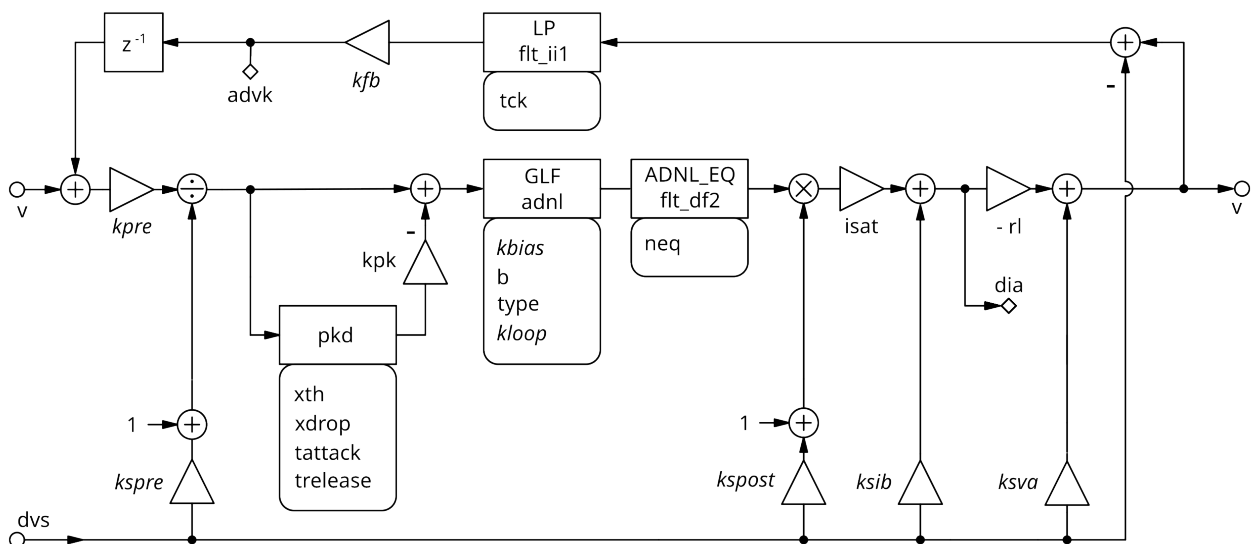 z -1
LP
flt_ii1
tck
kfb
advk
-
v
kpre
GLF
adnl
ADNL_EQ
flt_df2
neq
kbias
b
type
kloop
kpk
-
isat
- rl
v
dia
pkd
xth
xdrop
tattack
trelease
1
1
kspre
kspost
ksib
ksva
dvs